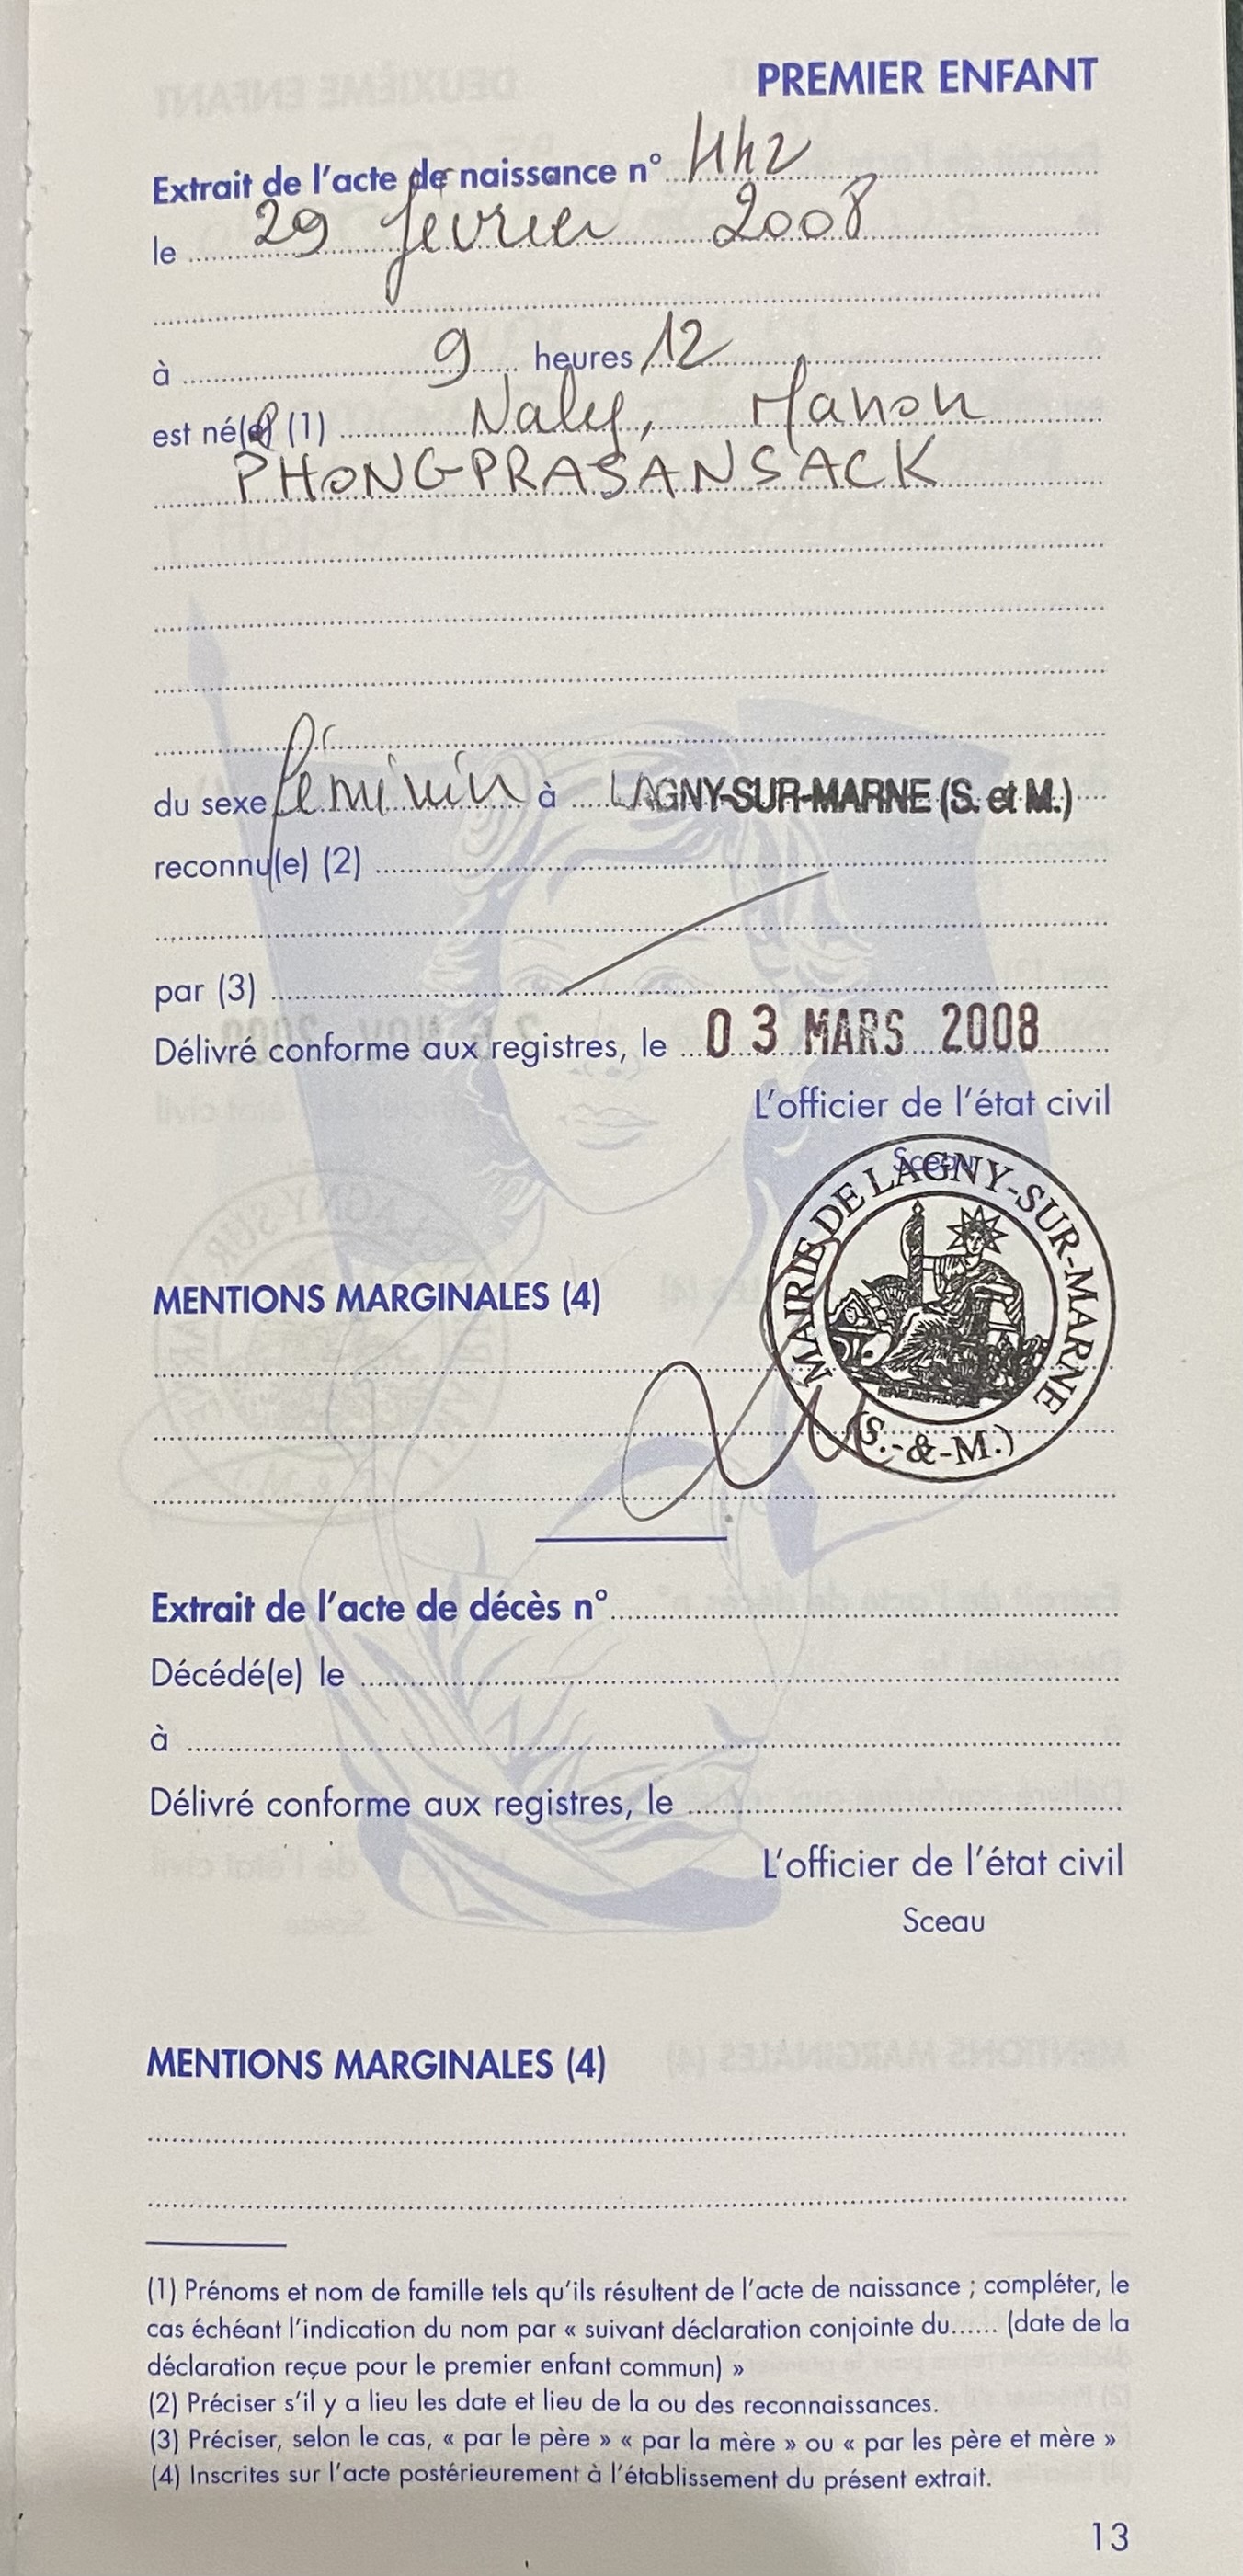 PREMIER ENFANT
Extrait de l'acte de naissance n° 442
le 29 février 2008
à 9 heures 12
est né(e) (1) Naly, Manon
PHONGPRASANSACK
du sexe féminin à LAGNY-SUR-MARNE (S. et M.)
reconnu(e) (2)
par (3)
Délivré conforme aux registres, le 03 MARS 2008
L'officier de l'état civil
Sceau
MAIRIE DE LAGNY-SUR-MARNE
(S.-&-M.)
MENTIONS MARGINALES (4)
Extrait de l'acte de décès n°
Décédé(e) le
à
Délivré conforme aux registres, le
L'officier de l'état civil
Sceau
MENTIONS MARGINALES (4)
(1) Prénoms et nom de famille tels qu'ils résultent de l'acte de naissance ; compléter, le
cas échéant l'indication du nom par « suivant déclaration conjointe du...... (date de la
déclaration reçue pour le premier enfant commun) »
(2) Préciser s'il y a lieu les date et lieu de la ou des reconnaissances.
(3) Préciser, selon le cas, « par le père » « par la mère » ou « par les père et mère »
(4) Inscrites sur l'acte postérieurement à l'établissement du présent extrait.
13